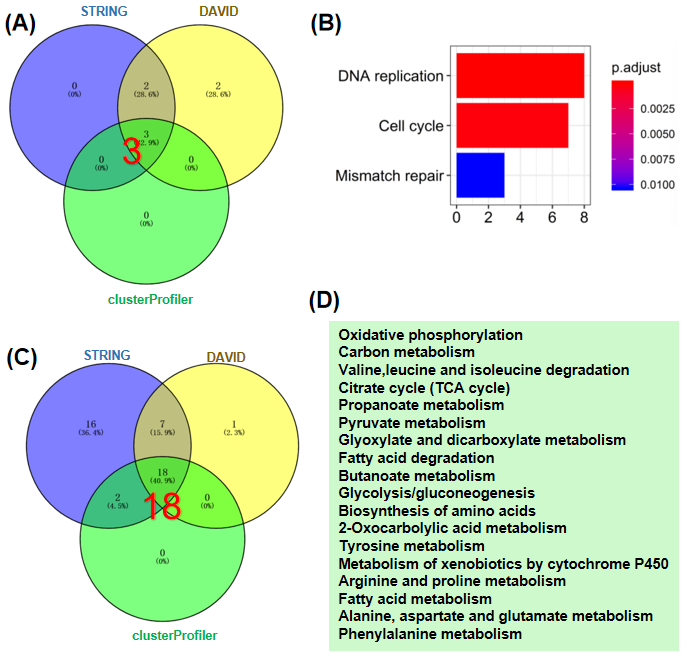 (A)
STRING
DAVID
0
(0%)
2
(28.6%)
2
(28.6%)
3
2.9%)
3
0
(0%)
0
(0%)
0
(0%)
clusterProfiler
(B)
DNA replication
Cell cycle
Mismatch repair
0 2 4 6 8
p.adjust
0.0025
0.0050
0.0075
0.0100
(C)
STRING
DAVID
16
(36.4%)
7
(15.9%)
1
(2.3%)
18
(40.9%)
18
2
(4.5%)
0
(0%)
0
(0%)
clusterProfiler
(D)
Oxidative phosphorylation
Carbon metabolism
Valine,leucine and isoleucine degradation
Citrate cycle (TCA cycle)
Propanoate metabolism
Pyruvate metabolism
Glyoxylate and dicarboxylate metabolism
Fatty acid degradation
Butanoate metabolism
Glycolysis/gluconeogenesis
Biosynthesis of amino acids
2-Oxocarbolylic acid metabolism
Tyrosine metabolism
Metabolism of xenobiotics by cytochrome P450
Arginine and proline metabolism
Fatty acid metabolism
Alanine, aspartate and glutamate metabolism
Phenylalanine metabolism